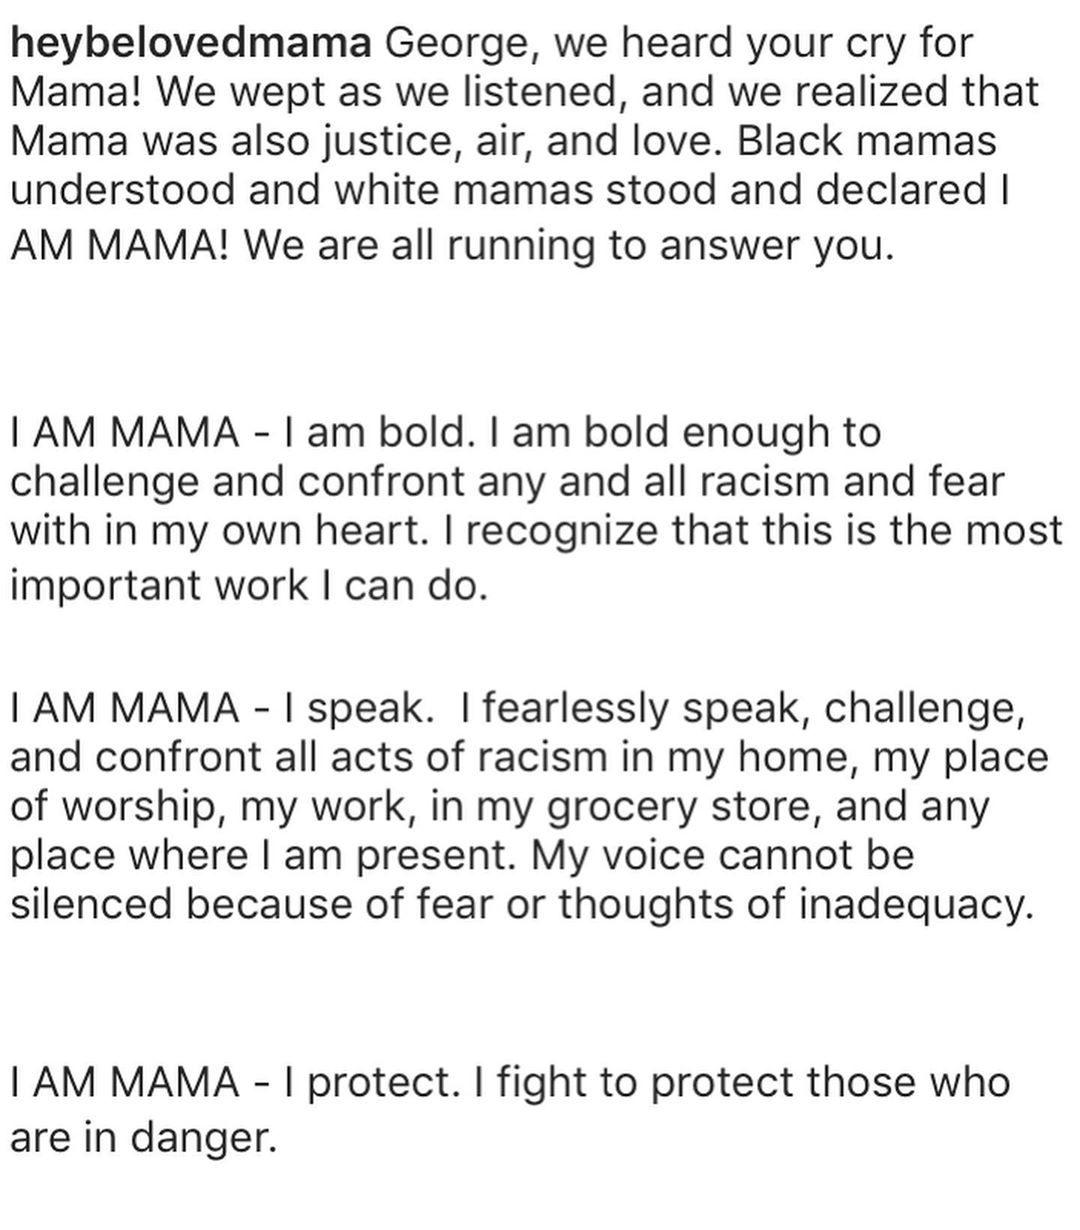 heybelovedmama George, we heard your cry for
Mama! We wept as we listened, and we realized that
Mama was also justice, air, and love. Black mamas
understood and white mamas stood and declared I
AM MAMA! We are all running to answer you.
I AM MAMA - I am bold. I am bold enough to
challenge and confront any and all racism and fear
with in my own heart. I recognize that this is the most
important work I can do.
I AM MAMA - I speak.  I fearlessly speak, challenge,
and confront all acts of racism in my home, my place
of worship, my work, in my grocery store, and any
place where I am present. My voice cannot be
silenced because of fear or thoughts of inadequacy.
I AM MAMA - I protect. I fight to protect those who
are in danger.